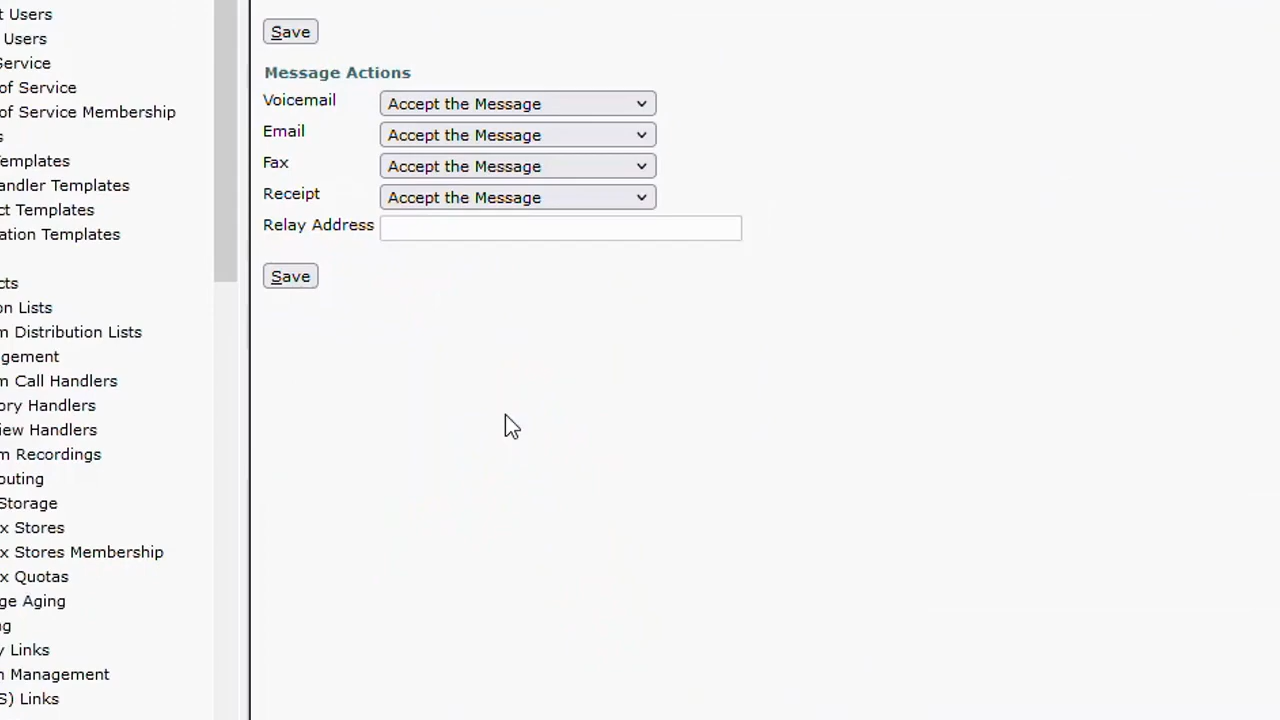 t Users
Users
Service
of Service
of Service Membership
s
Templates
andler Templates
ct Templates
ation Templates
cts
on Lists
m Distribution Lists
gement
m Call Handlers
ory Handlers
iew Handlers
m Recordings
outing
Storage
x Stores
x Stores Membership
x Quotas
ge Aging
ng
y Links
n Management
S) Links
Save
Message Actions
Voicemail Accept the Message
Email Accept the Message
Fax Accept the Message
Receipt Accept the Message
Relay Address
Save